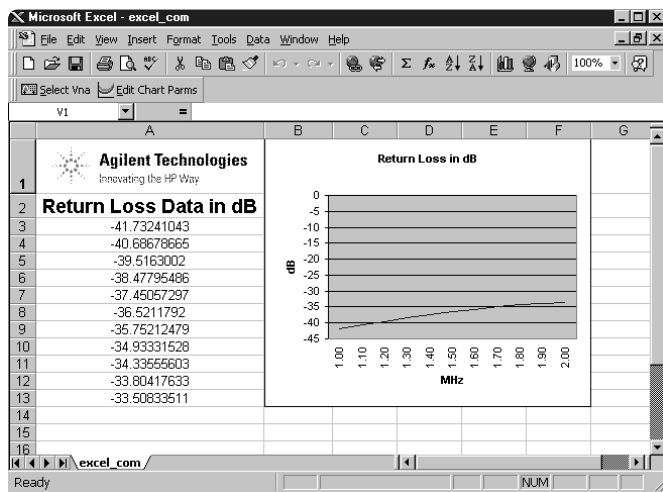 Microsoft Excel - excel_com
File Edit View Insert Format Tools Data Window Help
100%
Select Vna Edit Chart Parms
V1 =
A B C D E F G
1 Agilent Technologies
Innovating the HP Way
2 Return Loss Data in dB
3 -41.73241043
4 -40.68678665
5 -39.5163002
6 -38.47795486
7 -37.45057297
8 -36.5211792
9 -35.75212479
10 -34.93331528
11 -34.33555603
12 -33.80417633
13 -33.50833511
14
15
16
Return Loss in dB
0
-5
-10
-15
-20
-25
-30
-35
-40
-45
dB
1.00 1.10 1.20 1.30 1.40 1.50 1.60 1.70 1.80 1.90 2.00
MHz
excel_com
Ready NUM